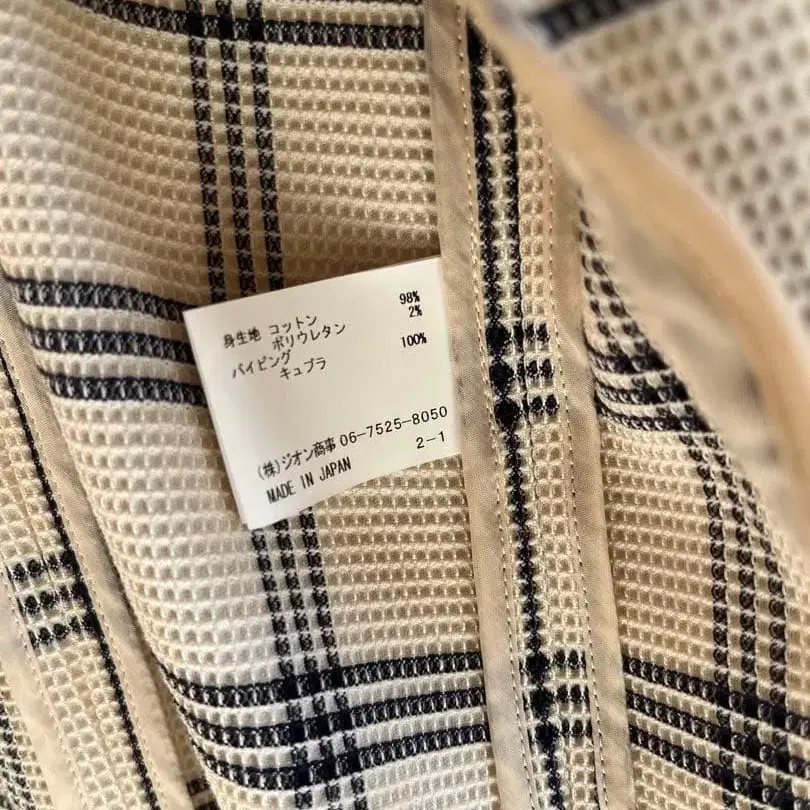 身生地 コットン 98%
ポリウレタン 2%
パイピング
キュプラ 100%
(株)ジオン商事 06-7525-8050
MADE IN JAPAN 2-1